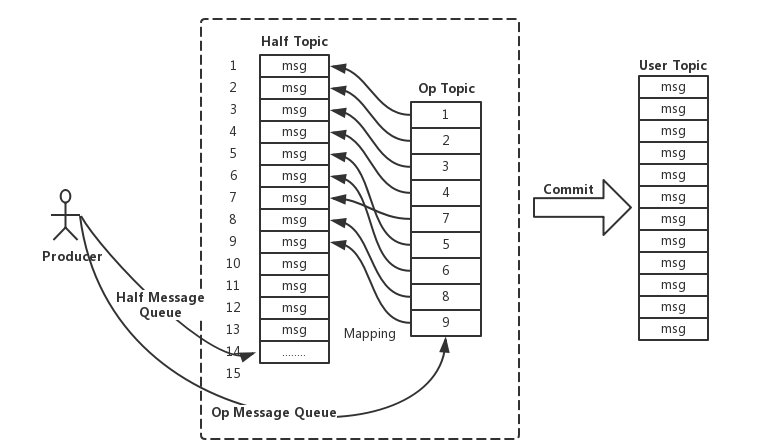 Half Topic
1 msg
2 msg
3 msg
4 msg
5 msg
6 msg
7 msg
8 msg
9 msg
10 msg
11 msg
12 msg
13 msg
14 ........
15
Op Topic
1
2
3
4
7
5
6
8
9
Mapping
Producer
Half Message
Queue
Op Message Queue
Commit
User Topic
msg
msg
msg
msg
msg
msg
msg
msg
msg
msg
msg
msg